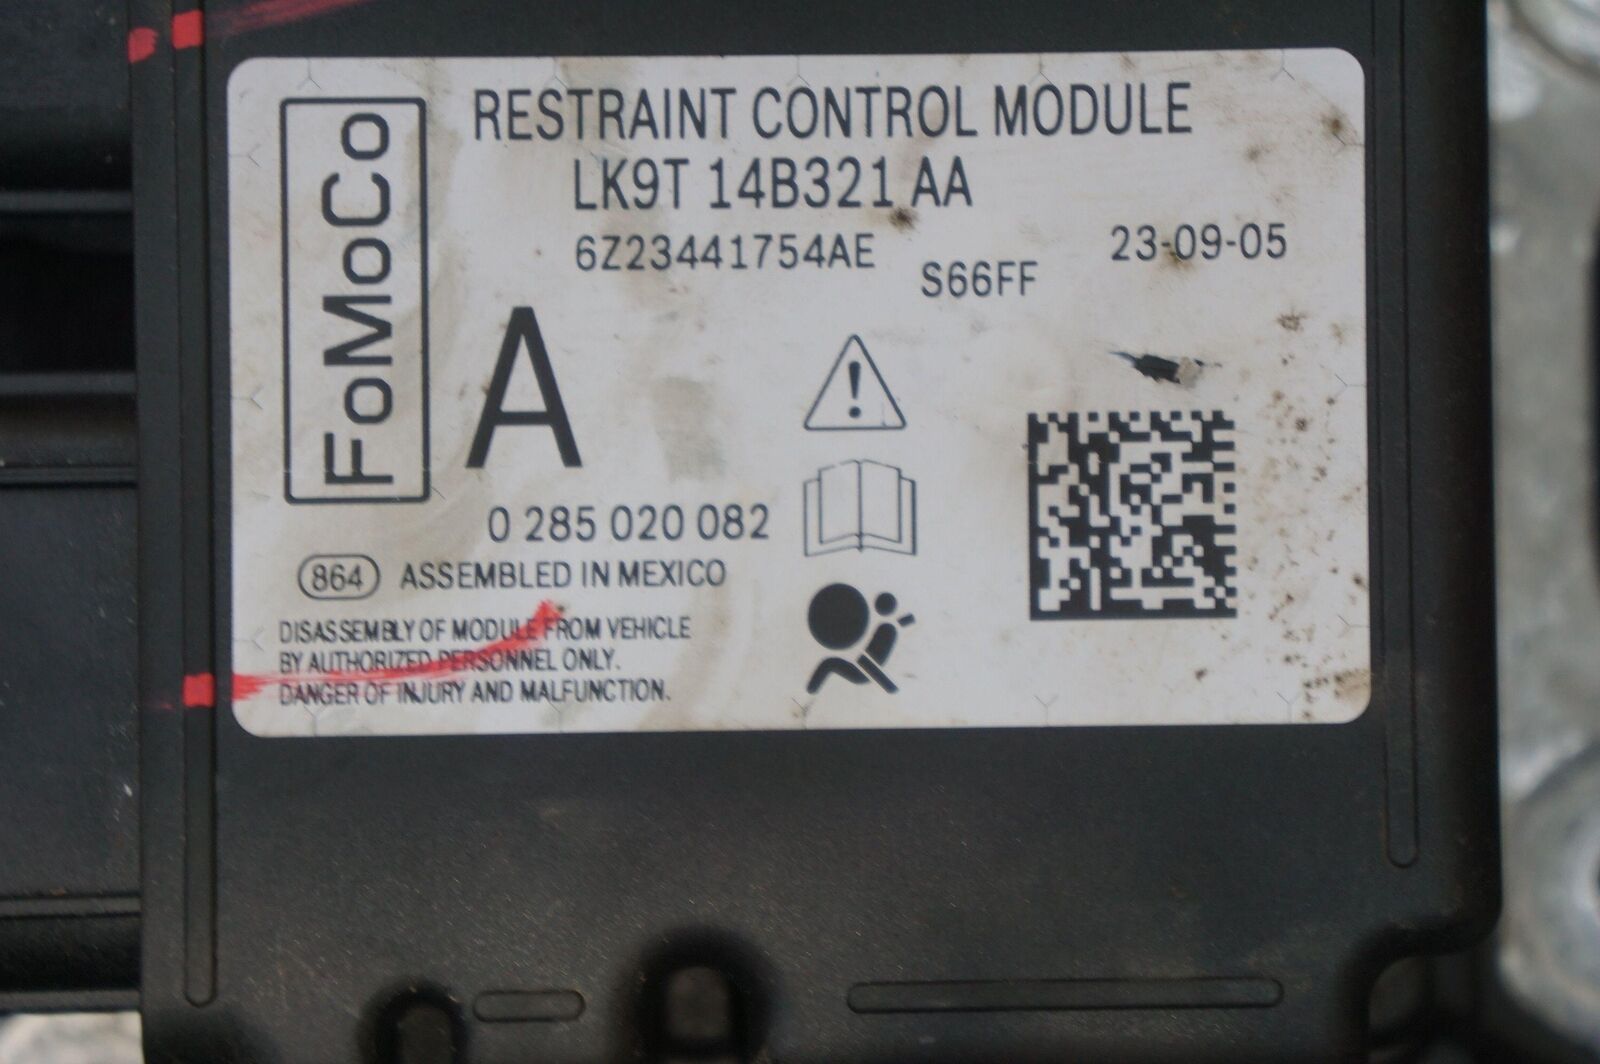 FoMoCo
RESTRAINT CONTROL MODULE
LK9T 14B321 AA
6Z23441754AE
S66FF
23-09-05
A
0 285 020 082
864 ASSEMBLED IN MEXICO
DISASSEMBLY OF MODULE FROM VEHICLE
BY AUTHORIZED PERSONNEL ONLY.
DANGER OF INJURY AND MALFUNCTION.